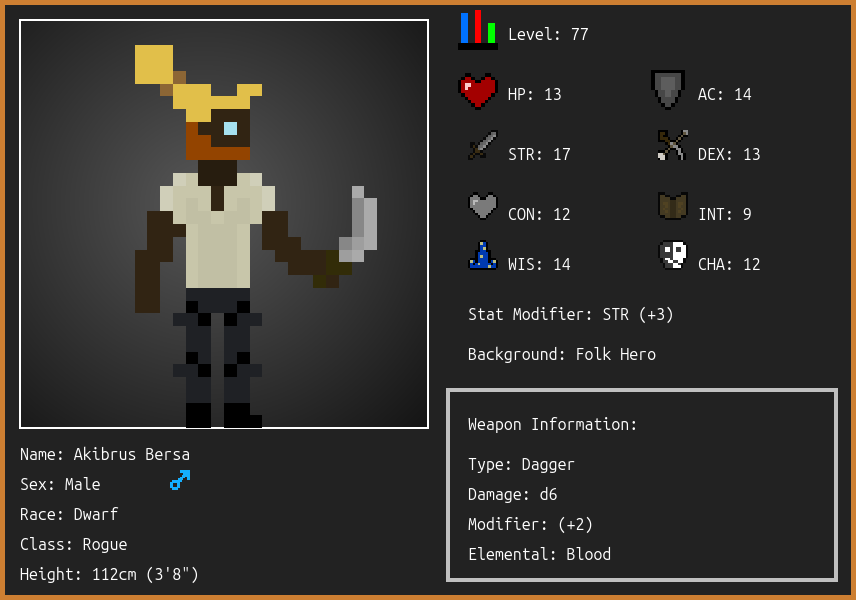 Level: 77
HP: 13
AC: 14
STR: 17
DEX: 13
CON: 12
INT: 9
WIS: 14
CHA: 12
Stat Modifier: STR (+3)
Background: Folk Hero
Weapon Information:
Type: Dagger
Damage: d6
Modifier: (+2)
Elemental: Blood
Name: Akibrus Bersa
Sex: Male
Race: Dwarf
Class: Rogue
Height: 112cm (3'8")